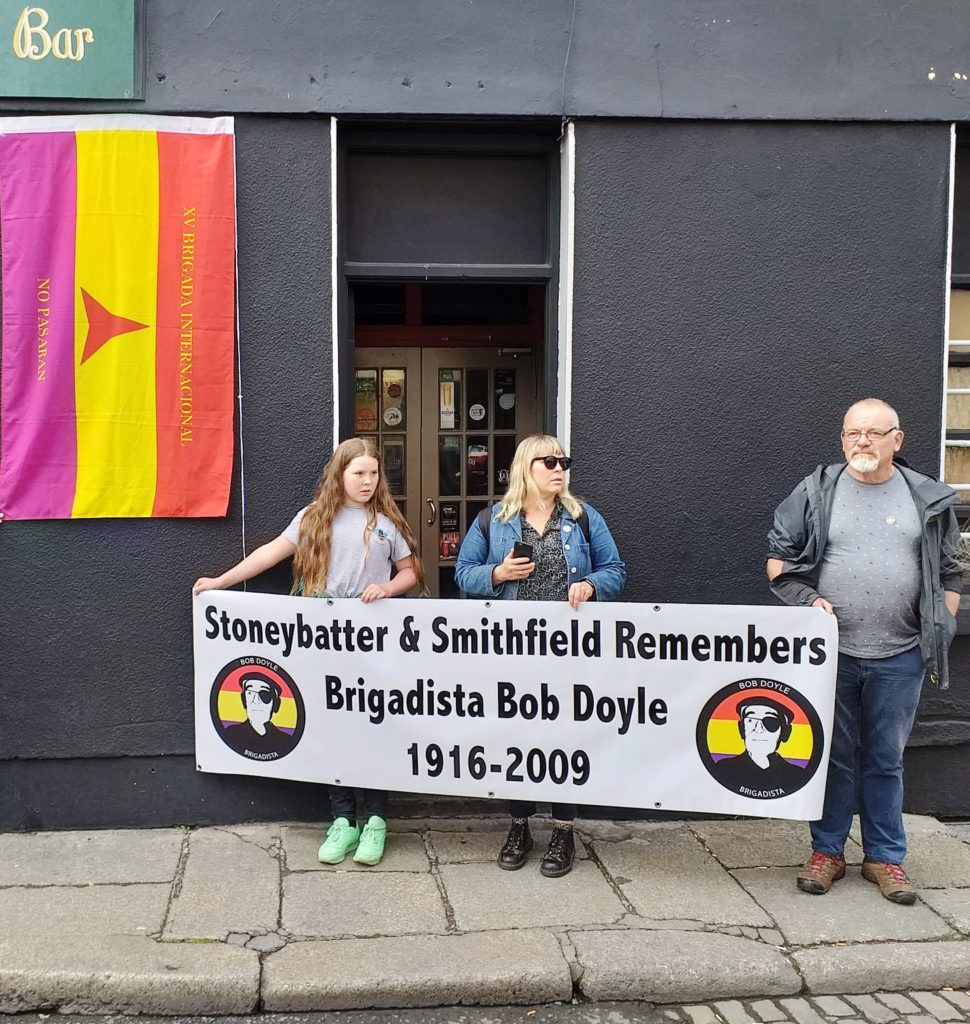 Bar
XV BRIGADA INTERNACIONAL
NO PASARAN
Stoneybatter & Smithfield Remembers
Brigadista Bob Doyle
1916-2009
BOB DOYLE
BRIGADISTA
BOB DOYLE
BRIGADISTA